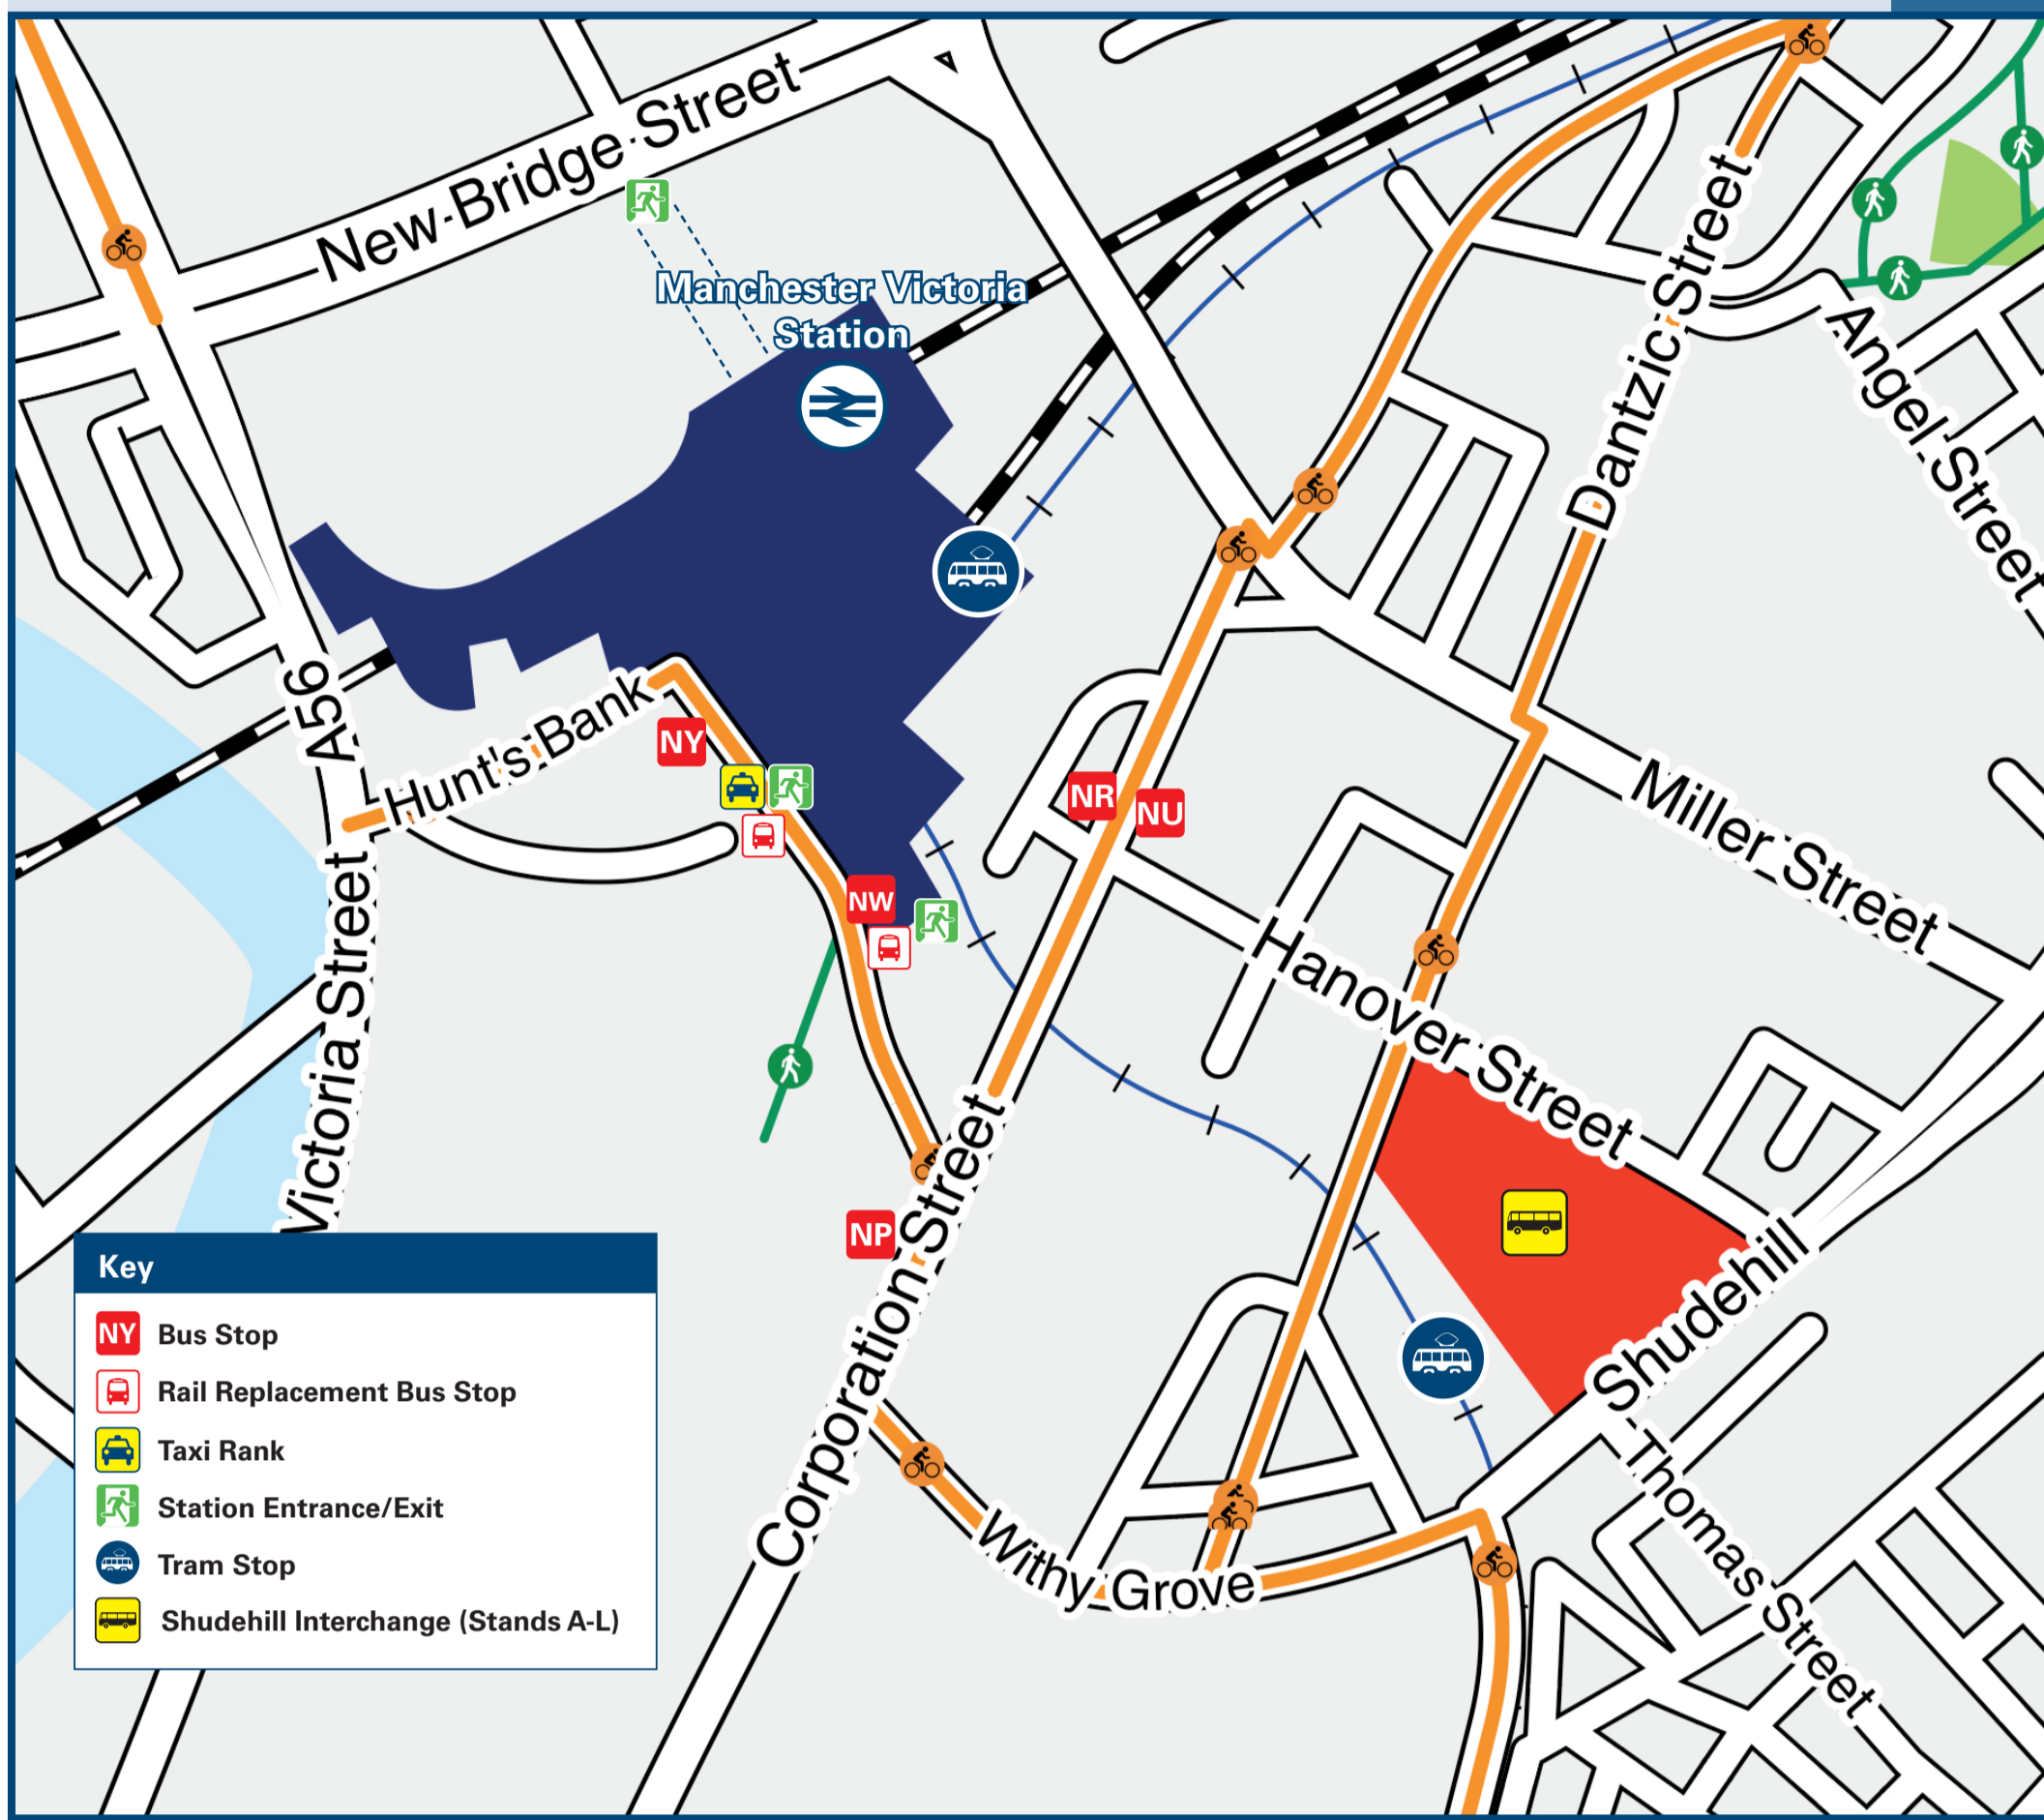 New Bridge Street
Manchester Victoria
Station
Dantzic Street
Angel Street
A56
Hunt's Bank
NY
NR
NU
Miller Street
Victoria Street
NW
Hanover Street
Corporation Street
NP
Shudehill
Thomas Street
Withy Grove
Key
NY Bus Stop
Rail Replacement Bus Stop
Taxi Rank
Station Entrance/Exit
Tram Stop
Shudehill Interchange (Stands A-L)